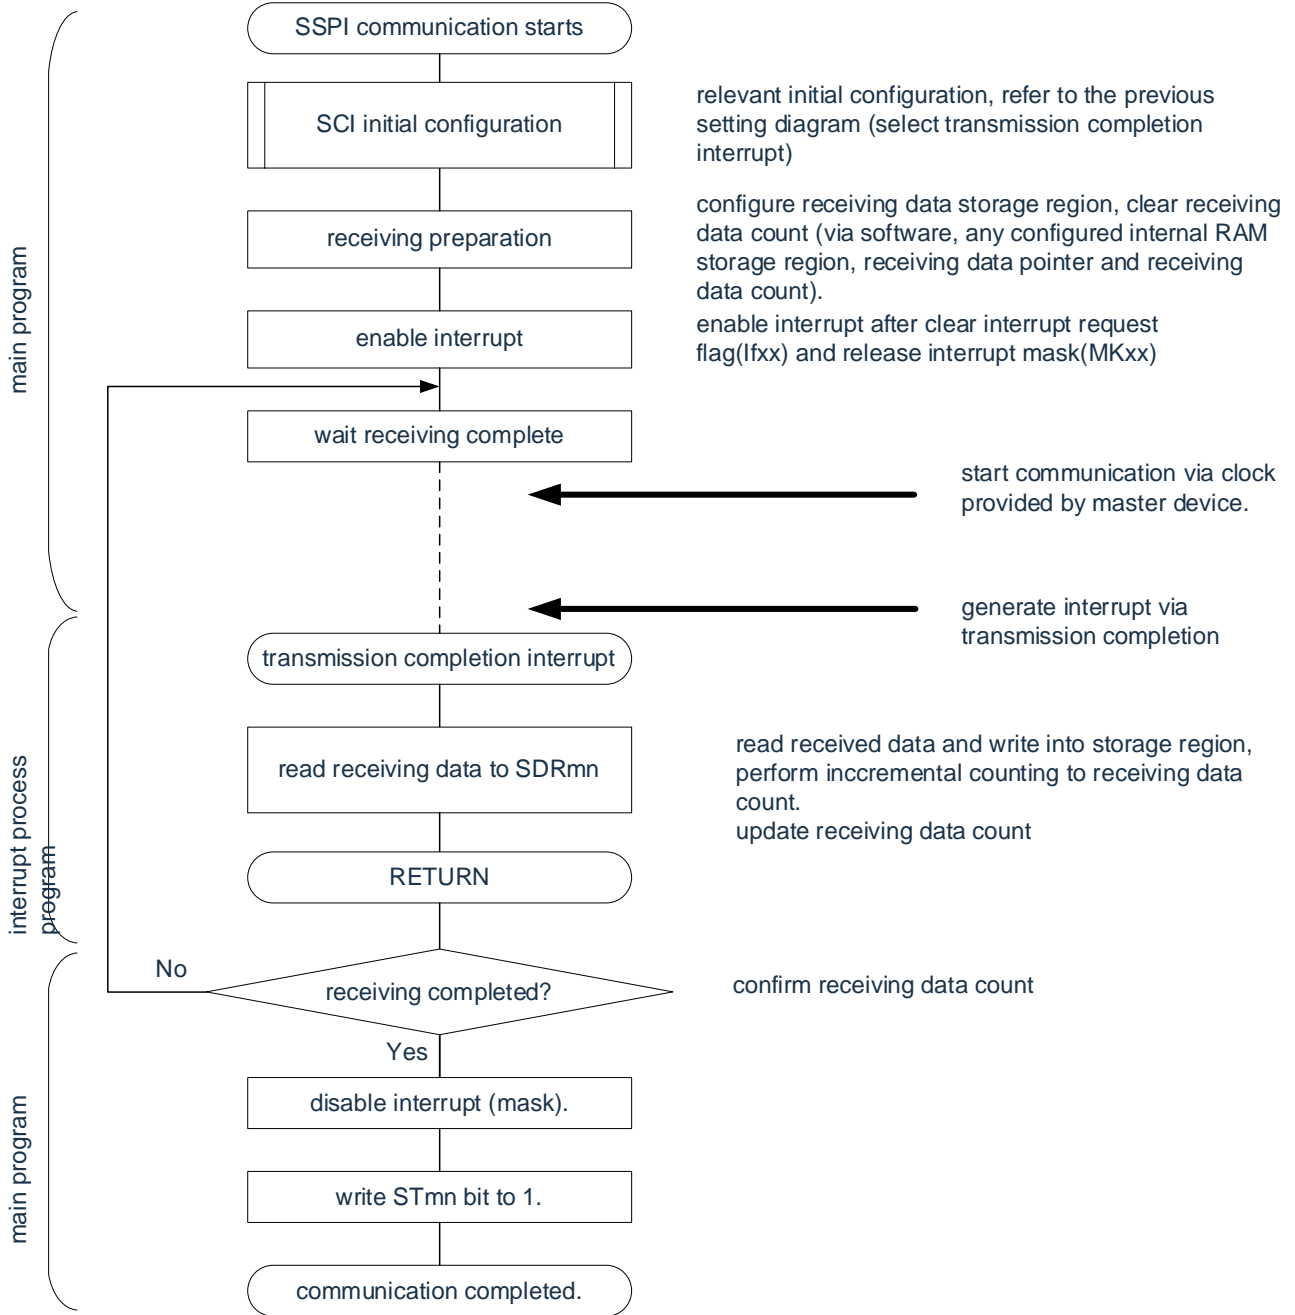 SSPI communication starts
SCI initial configuration
relevant initial configuration, refer to the previous
setting diagram (select transmission completion
interrupt)
receiving preparation
configure receiving data storage region, clear receiving
data count (via software, any configured internal RAM
storage region, receiving data pointer and receiving
data count).
main program
enable interrupt
enable interrupt after clear interrupt request
flag(Ifxx) and release interrupt mask(MKxx)
wait receiving complete
start communication via clock
provided by master device.
generate interrupt via
transmission completion
transmission completion interrupt
read receiving data to SDRmn
read received data and write into storage region,
perform inccremental counting to receiving data
count.
update receiving data count
interrupt process
program
RETURN
No
receiving completed?
confirm receiving data count
Yes
disable interrupt (mask).
main program
write STmn bit to 1.
communication completed.